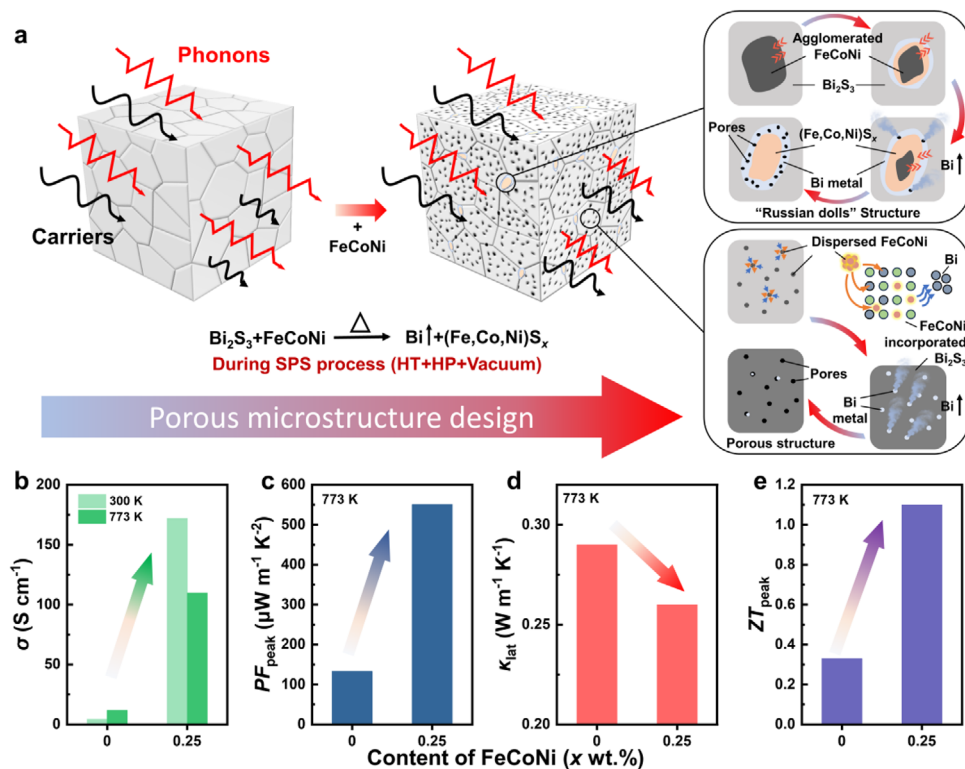 a
Phonons
Carriers
+
FeCoNi
Bi₂S₃+FeCoNi △ Bi↑+(Fe,Co,Ni)Sₓ
During SPS process (HT+HP+Vacuum)
Porous microstructure design
Agglomerated
FeCoNi
Bi₂S₃
Pores
(Fe,Co,Ni)Sₓ
Bi metal
Bi↑
“Russian dolls” Structure
Dispersed FeCoNi
Bi
FeCoNi
incorporated
Bi₂S₃
Pores
Bi
metal
Bi↑
Porous structure
b
σ (S cm⁻¹)
200
150
100
50
0
300 K
773 K
0
0.25
c
PFpeak (μW m⁻¹ K⁻²)
600
500
400
300
200
100
0
773 K
0
0.25
d
κlat (W m⁻¹ K⁻¹)
0.30
0.25
0.20
773 K
0
0.25
e
ZTpeak
1.2
1.0
0.8
0.6
0.4
0.2
0.0
773 K
0
0.25
Content of FeCoNi (x wt.%)